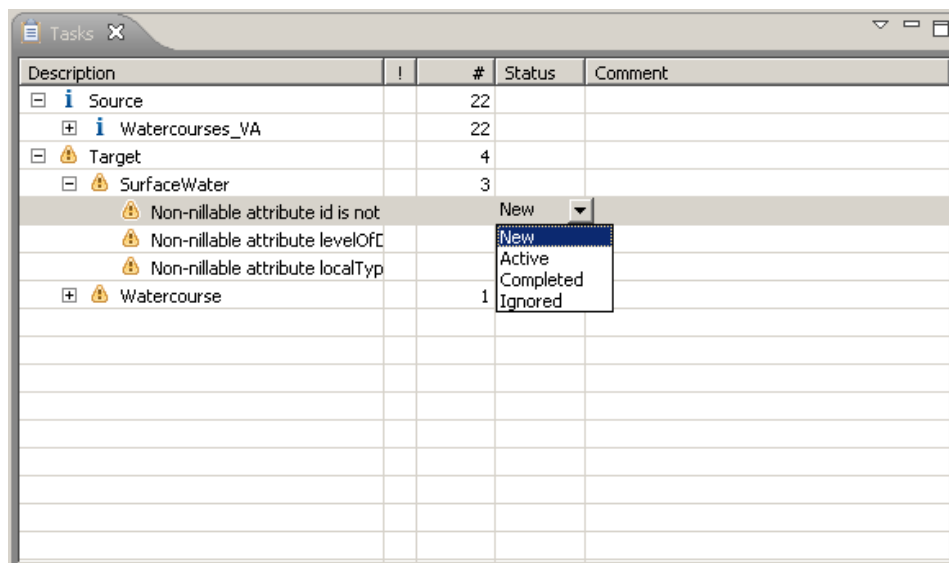 Tasks
Description ! # Status Comment
Source 22
Watercourses_VA 22
Target 4
SurfaceWater 3
Non-nillable attribute id is not New
Non-nillable attribute levelOfD New
Non-nillable attribute localTyp Active
Completed
Watercourse 1 Ignored